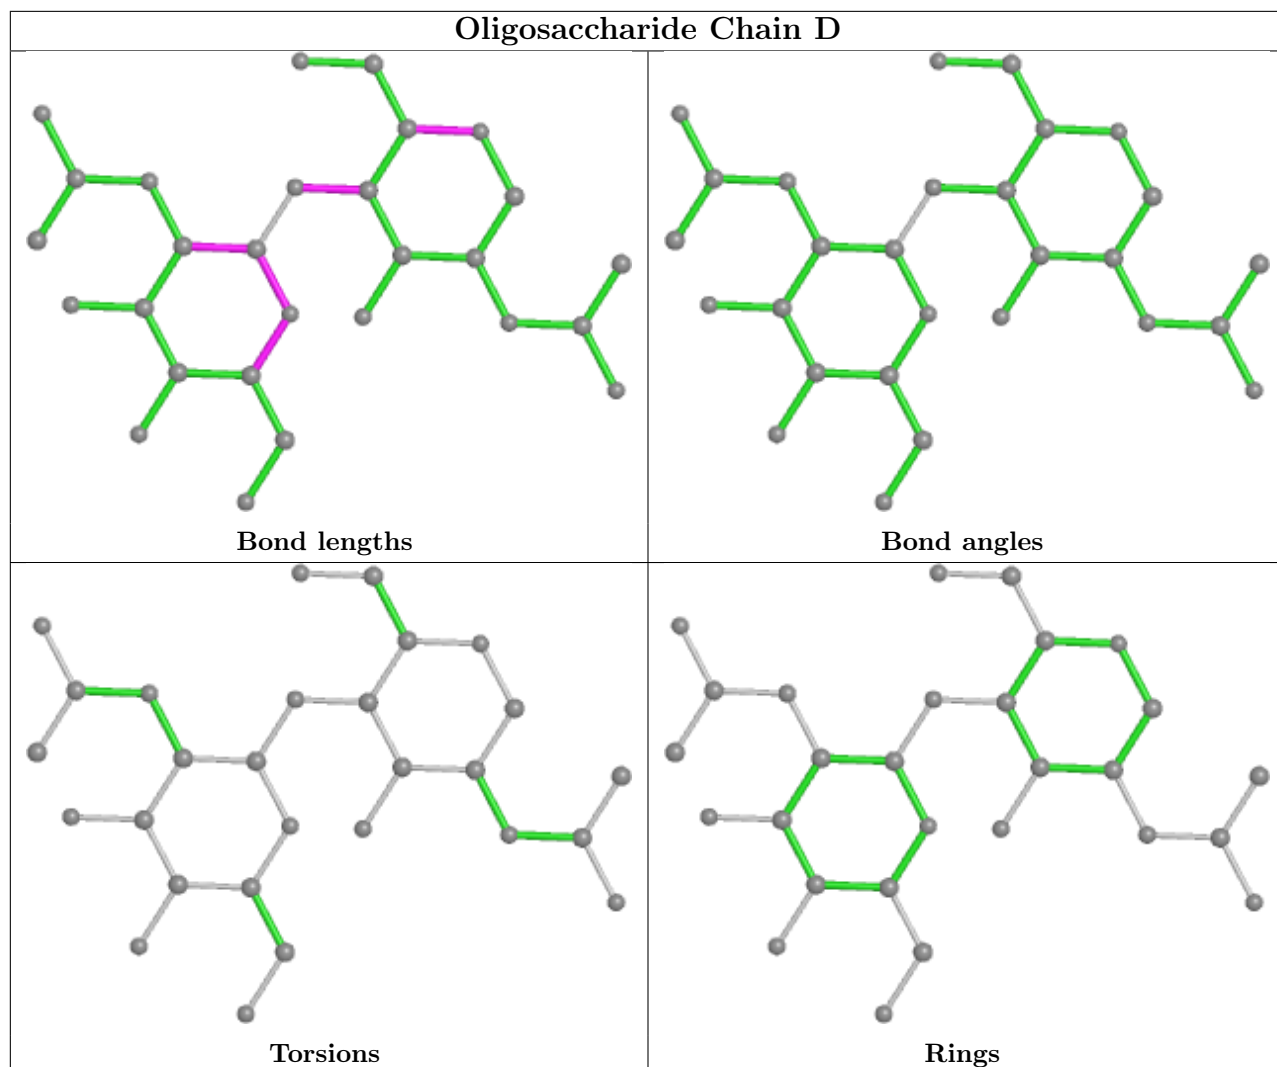 Oligosaccharide Chain D
Bond lengths
Bond angles
Torsions
Rings